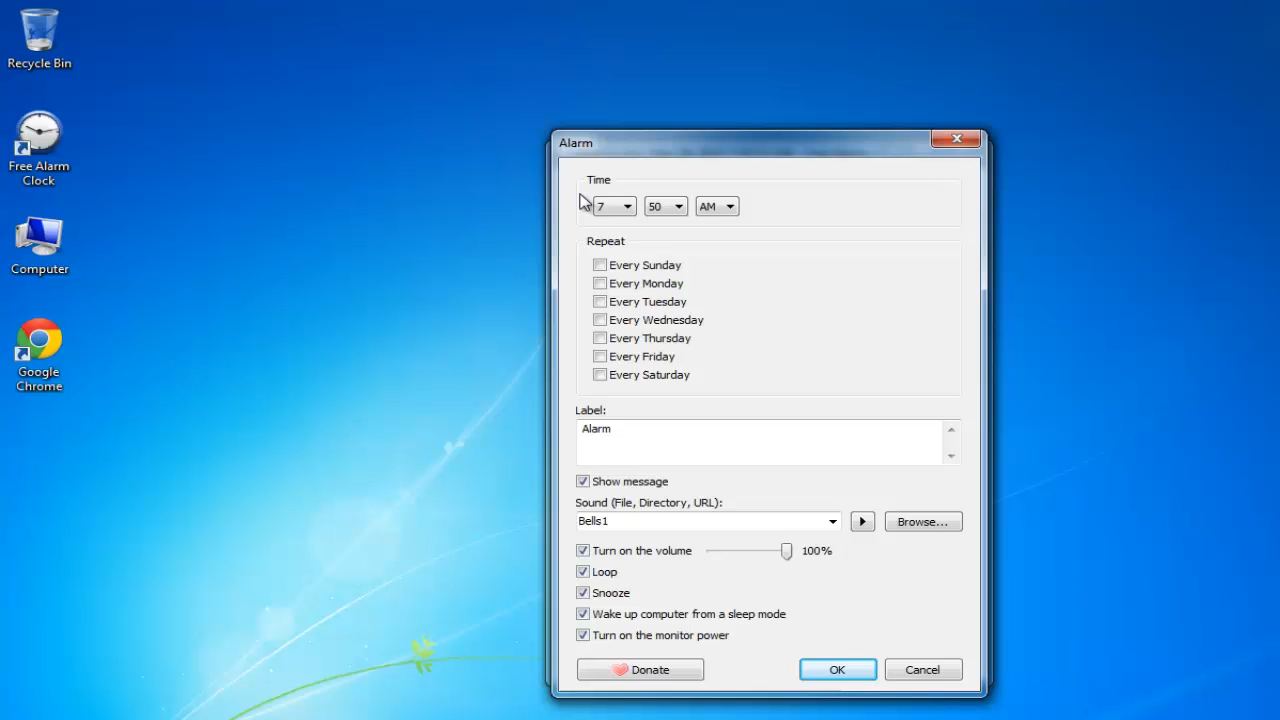 Recycle Bin
Free Alarm
Clock
Computer
Google
Chrome
Alarm
Time
7 50 AM
Repeat
Every Sunday
Every Monday
Every Tuesday
Every Wednesday
Every Thursday
Every Friday
Every Saturday
Label:
Alarm
Show message
Sound (File, Directory, URL):
Bells1 Browse...
Turn on the volume 100%
Loop
Snooze
Wake up computer from a sleep mode
Turn on the monitor power
Donate OK Cancel